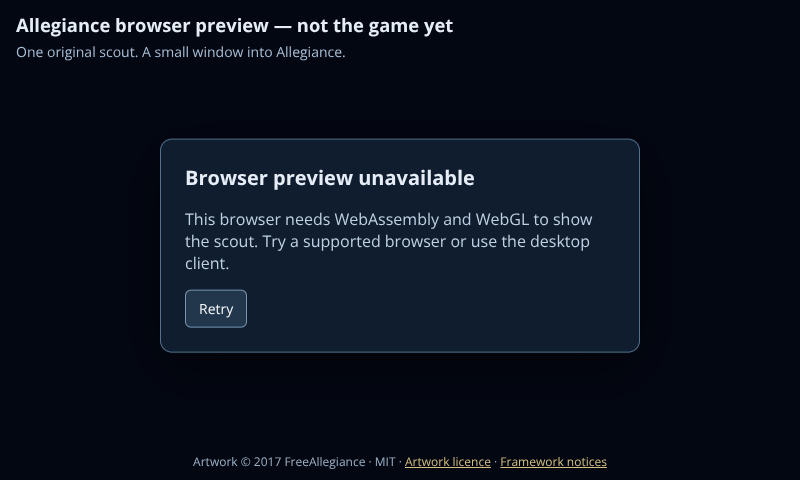 Allegiance browser preview — not the game yet
One original scout. A small window into Allegiance.
Browser preview unavailable
This browser needs WebAssembly and WebGL to show
the scout. Try a supported browser or use the desktop
client.
Retry
Artwork © 2017 FreeAllegiance · MIT · Artwork licence · Framework notices